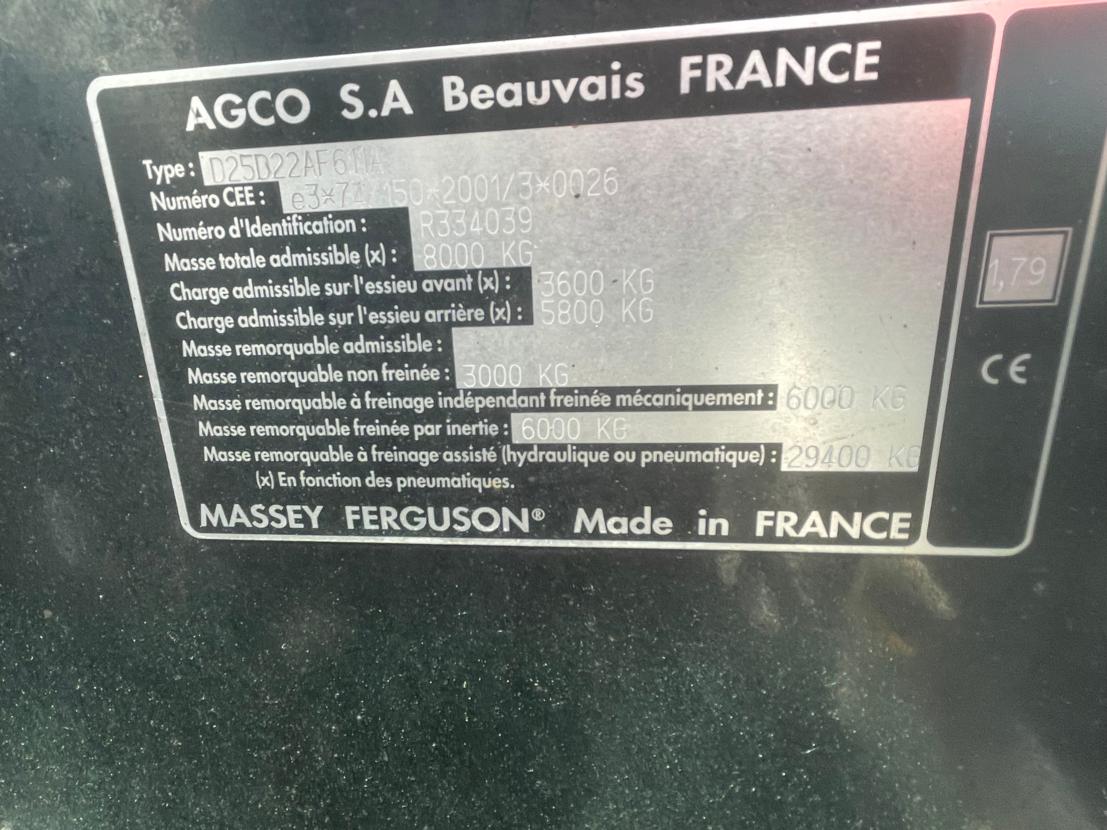 AGCO S.A Beauvais FRANCE
Type : D25D22AF611A
Numéro CEE : e3*74/150*2001/3*0026
Numéro d'Identification : R334039
Masse totale admissible (x) : 8000 KG
Charge admissible sur l'essieu avant (x) : 3600 KG
Charge admissible sur l'essieu arrière (x) : 5800 KG
Masse remorquable admissible :
Masse remorquable non freinée : 3000 KG
Masse remorquable à freinage indépendant freinée mécaniquement : 6000 KG
Masse remorquable freinée par inertie : 6000 KG
Masse remorquable à freinage assisté (hydraulique ou pneumatique) : 29400 KG
(x) En fonction des pneumatiques.
MASSEY FERGUSON® Made in FRANCE
1,79
CE